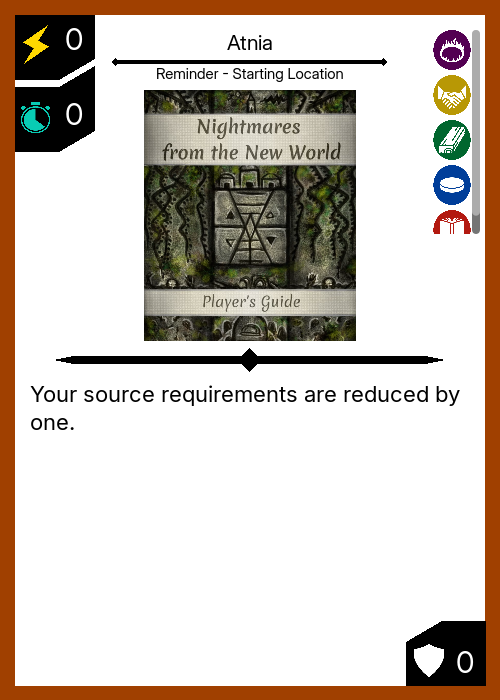 0
Atnia
Reminder - Starting Location
0
Nightmares
from the New World
Player's Guide
Your source requirements are reduced by
one.
0